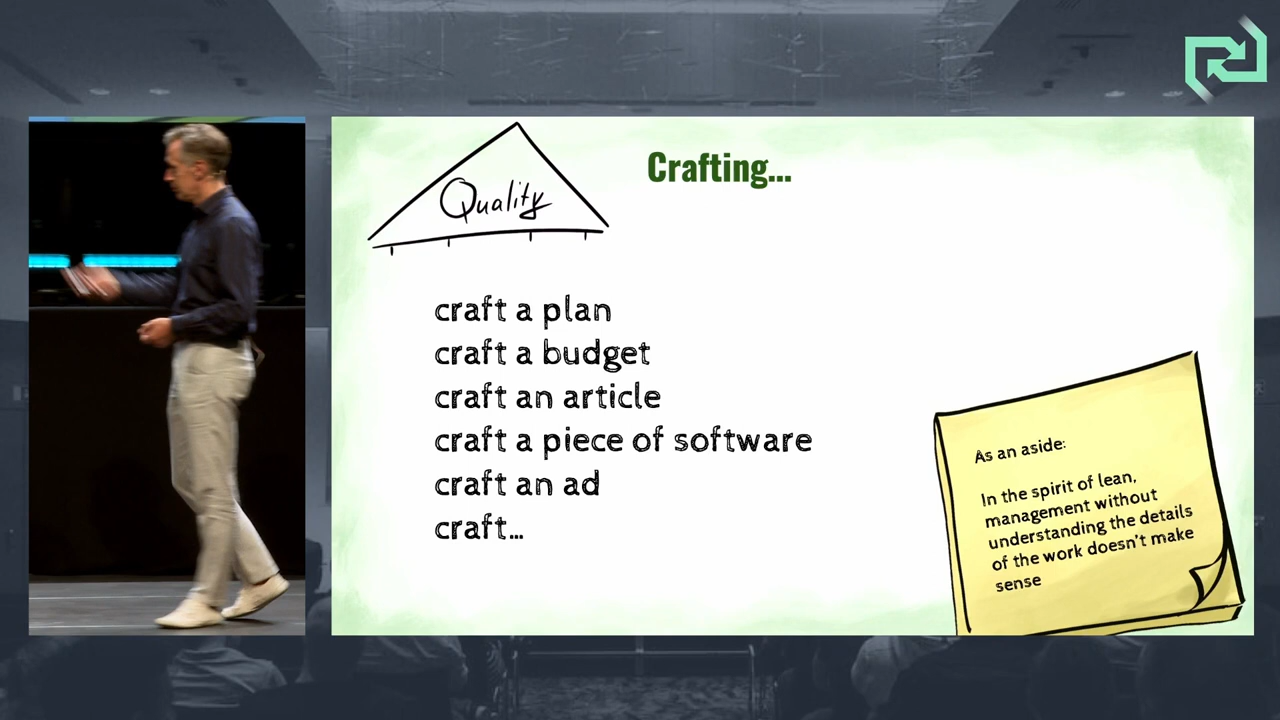 Quality
Crafting...
craft a plan
craft a budget
craft an article
craft a piece of software
craft an ad
craft...
As an aside:
In the spirit of lean,
management without
understanding the details
of the work doesn't make
sense